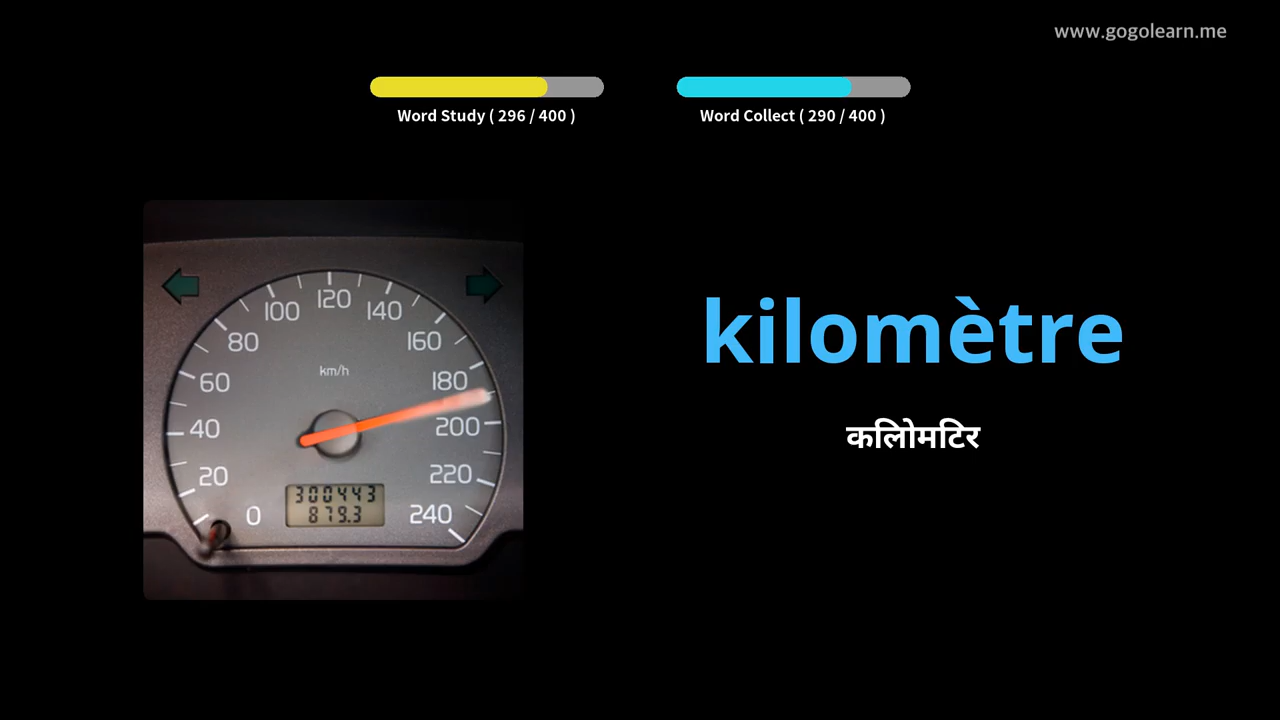 www.gogolearn.me
Word Study ( 296 / 400 )
Word Collect ( 290 / 400 )
100 120 140
80 160
km/h
60 180
40 200
20 220
300443
0 240
879.3
kilomètre
कलिोमटिर